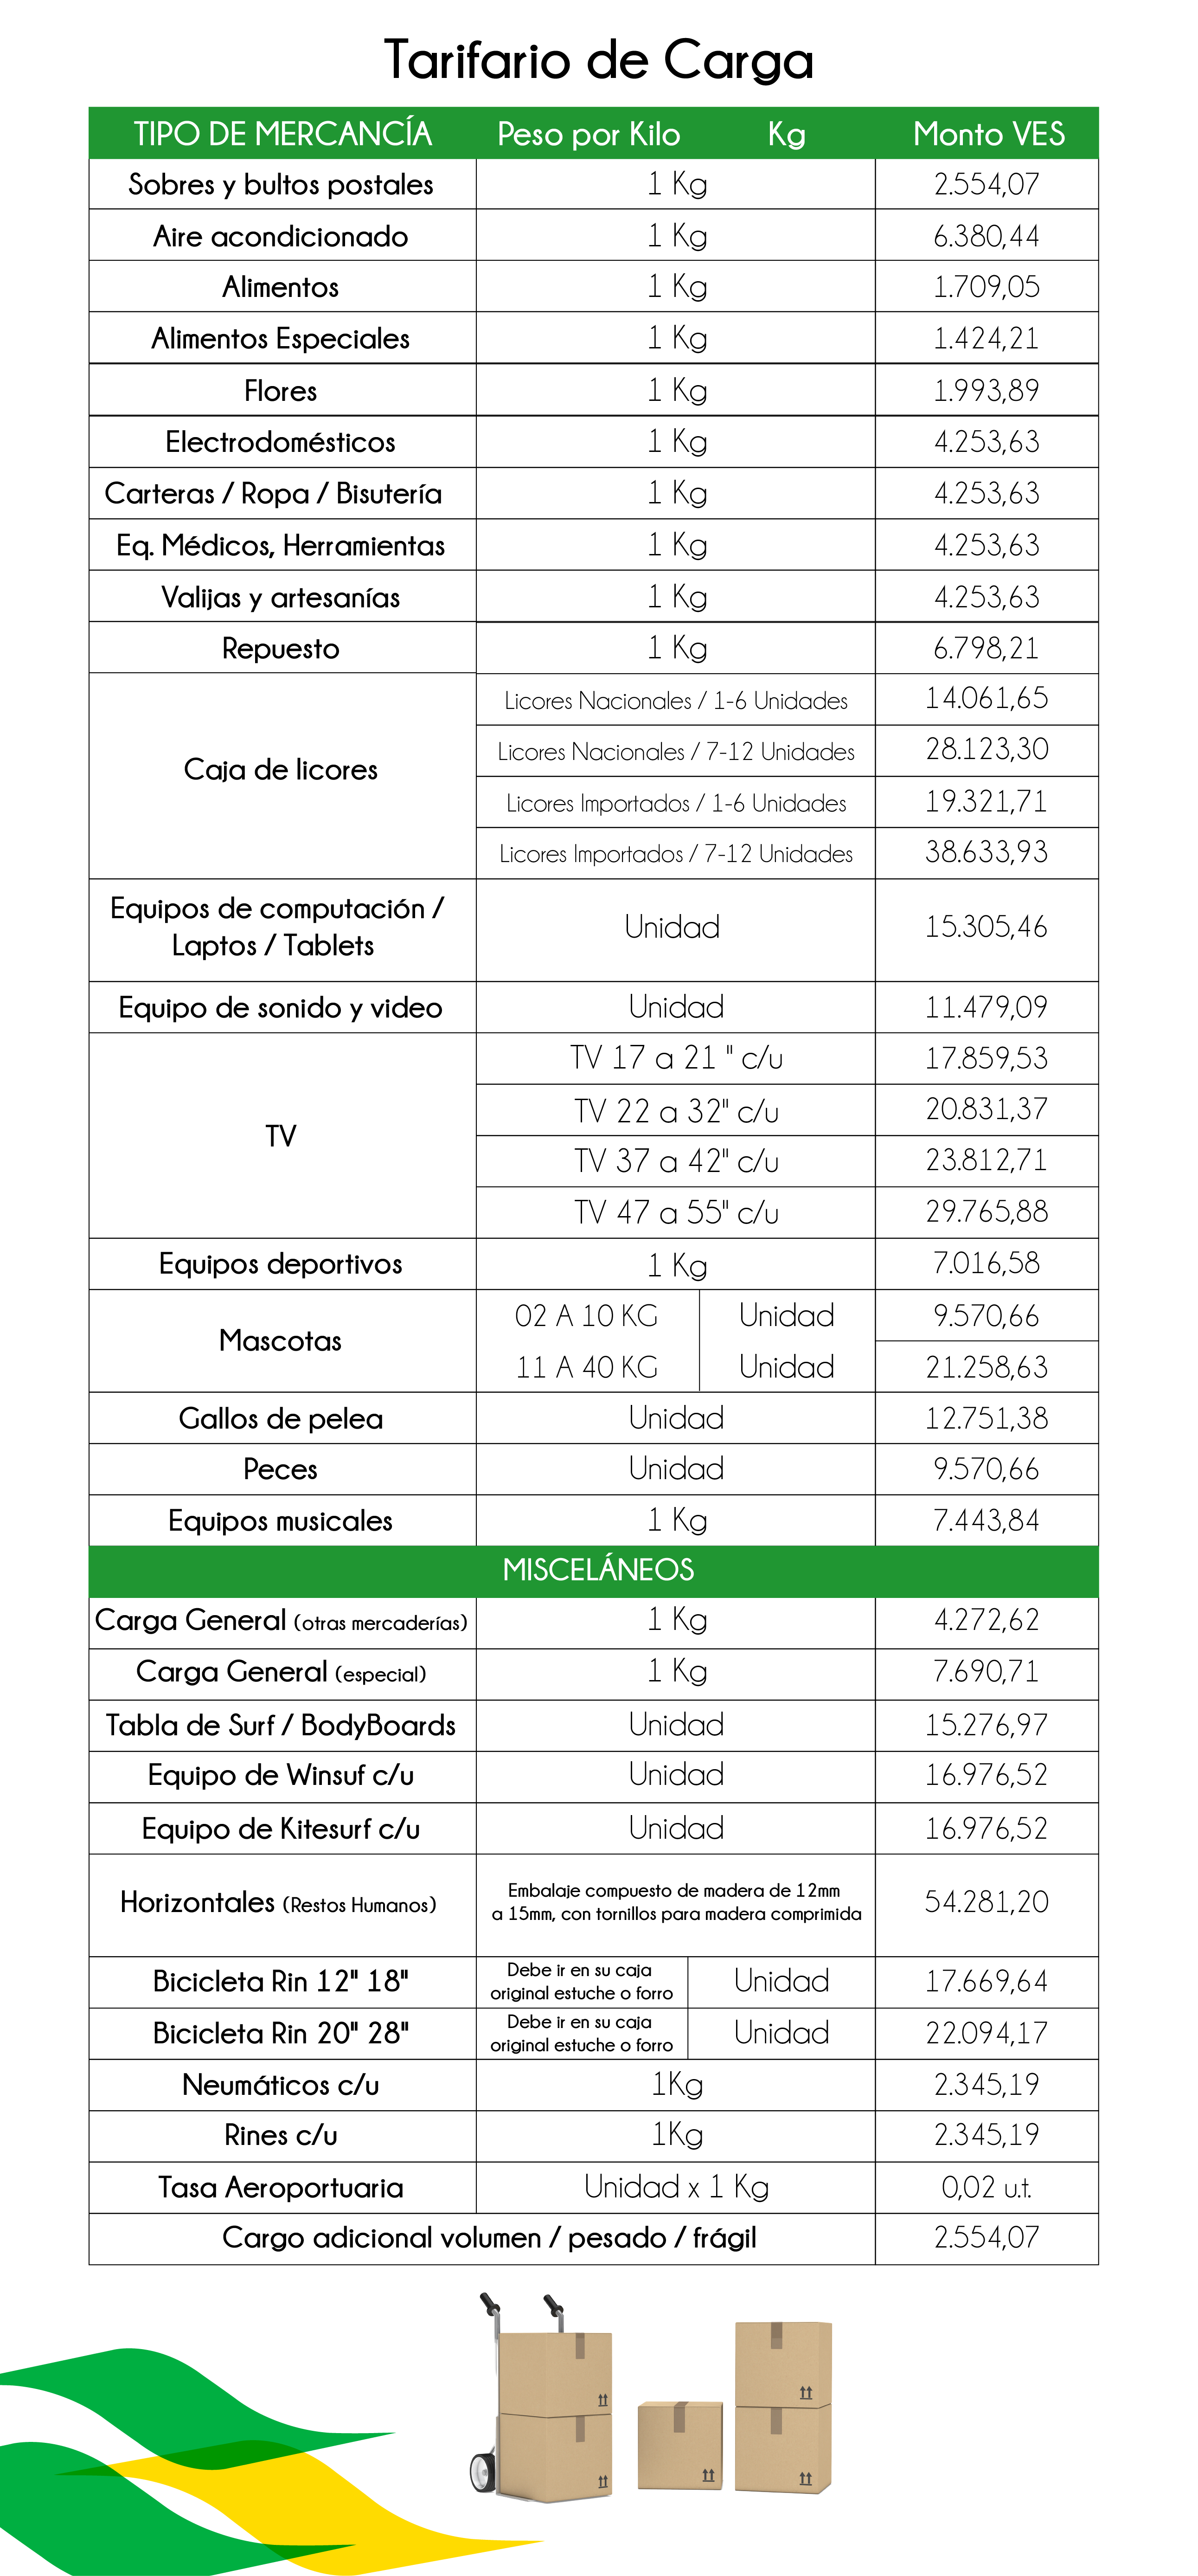 Tarifario de Carga
TIPO DE MERCANCÍA Peso por Kilo Kg Monto VES
Sobres y bultos postales 1 Kg 2.554,07
Aire acondicionado 1 Kg 6.380,44
Alimentos 1 Kg 1.709,05
Alimentos Especiales 1 Kg 1.424,21
Flores 1 Kg 1.993,89
Electrodomésticos 1 Kg 4.253,63
Carteras / Ropa / Bisutería 1 Kg 4.253,63
Eq. Médicos, Herramientas 1 Kg 4.253,63
Valijas y artesanías 1 Kg 4.253,63
Repuesto 1 Kg 6.798,21
Caja de licores
Licores Nacionales / 1-6 Unidades 14.061,65
Licores Nacionales / 7-12 Unidades 28.123,30
Licores Importados / 1-6 Unidades 19.321,71
Licores Importados / 7-12 Unidades 38.633,93
Equipos de computación /
Laptos / Tablets
Unidad 15.305,46
Equipo de sonido y video Unidad 11.479,09
TV
TV 17 a 21 " c/u 17.859,53
TV 22 a 32" c/u 20.831,37
TV 37 a 42" c/u 23.812,71
TV 47 a 55" c/u 29.765,88
Equipos deportivos 1 Kg 7.016,58
Mascotas
02 A 10 KG Unidad 9.570,66
11 A 40 KG Unidad 21.258,63
Gallos de pelea Unidad 12.751,38
Peces Unidad 9.570,66
Equipos musicales 1 Kg 7.443,84
MISCELÁNEOS
Carga General (otras mercaderías) 1 Kg 4.272,62
Carga General (especial) 1 Kg 7.690,71
Tabla de Surf / BodyBoards Unidad 15.276,97
Equipo de Winsuf c/u Unidad 16.976,52
Equipo de Kitesurf c/u Unidad 16.976,52
Horizontales (Restos Humanos)
Embalaje compuesto de madera de 12mm
a 15mm, con tornillos para madera comprimida
54.281,20
Bicicleta Rin 12" 18"
Debe ir en su caja
original estuche o forro
Unidad 17.669,64
Bicicleta Rin 20" 28"
Debe ir en su caja
original estuche o forro
Unidad 22.094,17
Neumáticos c/u 1Kg 2.345,19
Rines c/u 1Kg 2.345,19
Tasa Aeroportuaria Unidad x 1 Kg 0,02 u.t.
Cargo adicional volumen / pesado / frágil 2.554,07